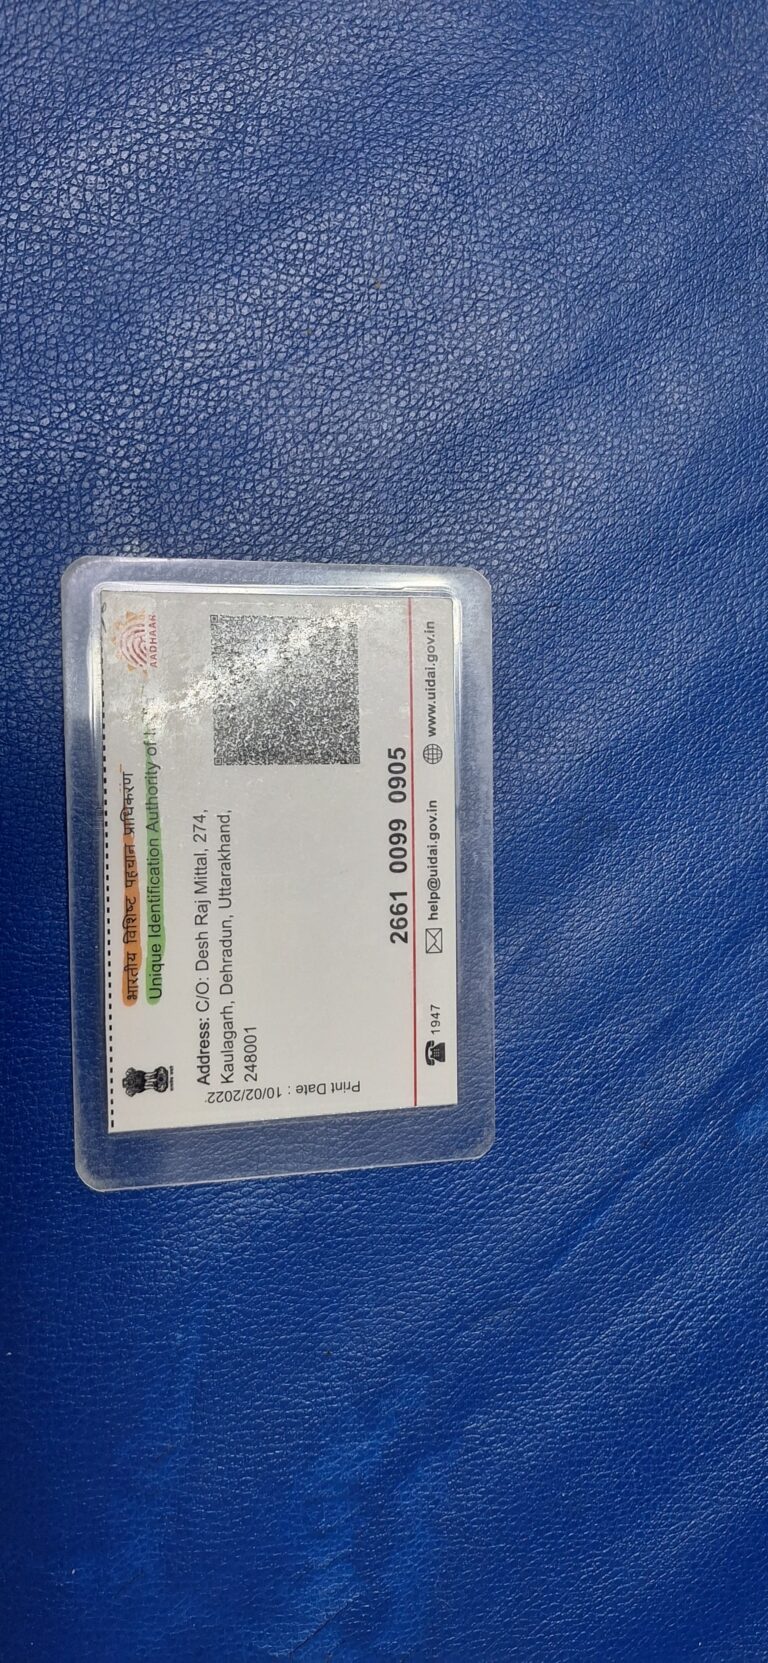 भारतीय विशिष्ट पहचान प्राधिकरण
Unique Identification Authority of
AADHAAR
Address: C/O: Desh Raj Mittal, 274,
Kaulagarh, Dehradun, Uttarakhand,
248001
Print Date : 10/02/2022
2661 0099 0905
1947
help@uidai.gov.in
www.uidai.gov.in